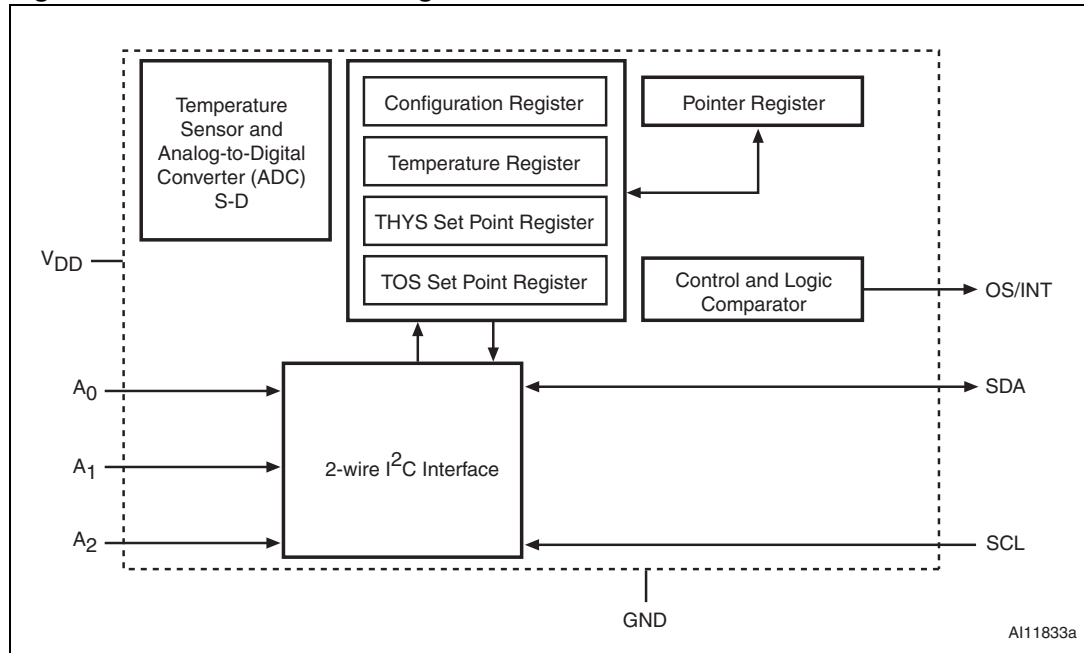 Temperature
Sensor and
Analog-to-Digital
Converter (ADC)
S-D
Configuration Register
Temperature Register
THYS Set Point Register
TOS Set Point Register
Pointer Register
Control and Logic
Comparator
VDD
OS/INT
A0
SDA
A1
2-wire I2C Interface
A2
SCL
GND
AI11833a